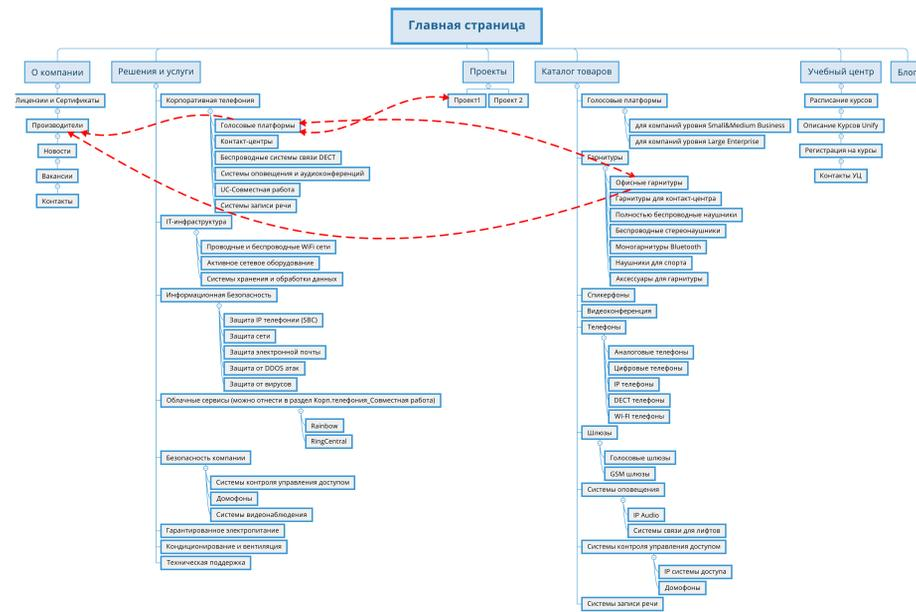 Главная страница
О компании
Лицензии и Сертификаты
Производители
Новости
Вакансии
Контакты
Решения и услуги
Корпоративная телефония
Голосовые платформы
Контакт-центры
Беспроводные системы связи DECT
Системы оповещения и аудиоконференций
UC-Совместная работа
Системы записи речи
IT-инфраструктура
Проводные и беспроводные WiFi сети
Активное сетевое оборудование
Системы хранения и обработки данных
Информационная Безопасность
Защита IP телефонии (SBC)
Защита сети
Защита электронной почты
Защита от DDOS атак
Защита от вирусов
Облачные сервисы (можно отнести в раздел Корп.телефония_Совместная работа)
Rainbow
RingCentral
Безопасность компании
Системы контроля управления доступом
Домофоны
Системы видеонаблюдения
Гарантированное электропитание
Кондиционирование и вентиляция
Техническая поддержка
Проекты
Проект1
Проект 2
Каталог товаров
Голосовые платформы
для компаний уровня Small&Medium Business
для компаний уровня Large Enterprise
Гарнитуры
Офисные гарнитуры
Гарнитуры для контакт-центра
Полностью беспроводные наушники
Беспроводные стереонаушники
Моногарнитуры Bluetooth
Наушники для спорта
Аксессуары для гарнитуры
Спикерфоны
Видеоконференция
Телефоны
Аналоговые телефоны
Цифровые телефоны
IP телефоны
DECT телефоны
WI-FI телефоны
Шлюзы
Голосовые шлюзы
GSM шлюзы
Системы оповещения
IP Audio
Системы связи для лифтов
Системы контроля управления доступом
IP системы доступа
Домофоны
Системы записи речи
Учебный центр
Расписание курсов
Описание Курсов Unify
Регистрация на курсы
Контакты УЦ
Блог